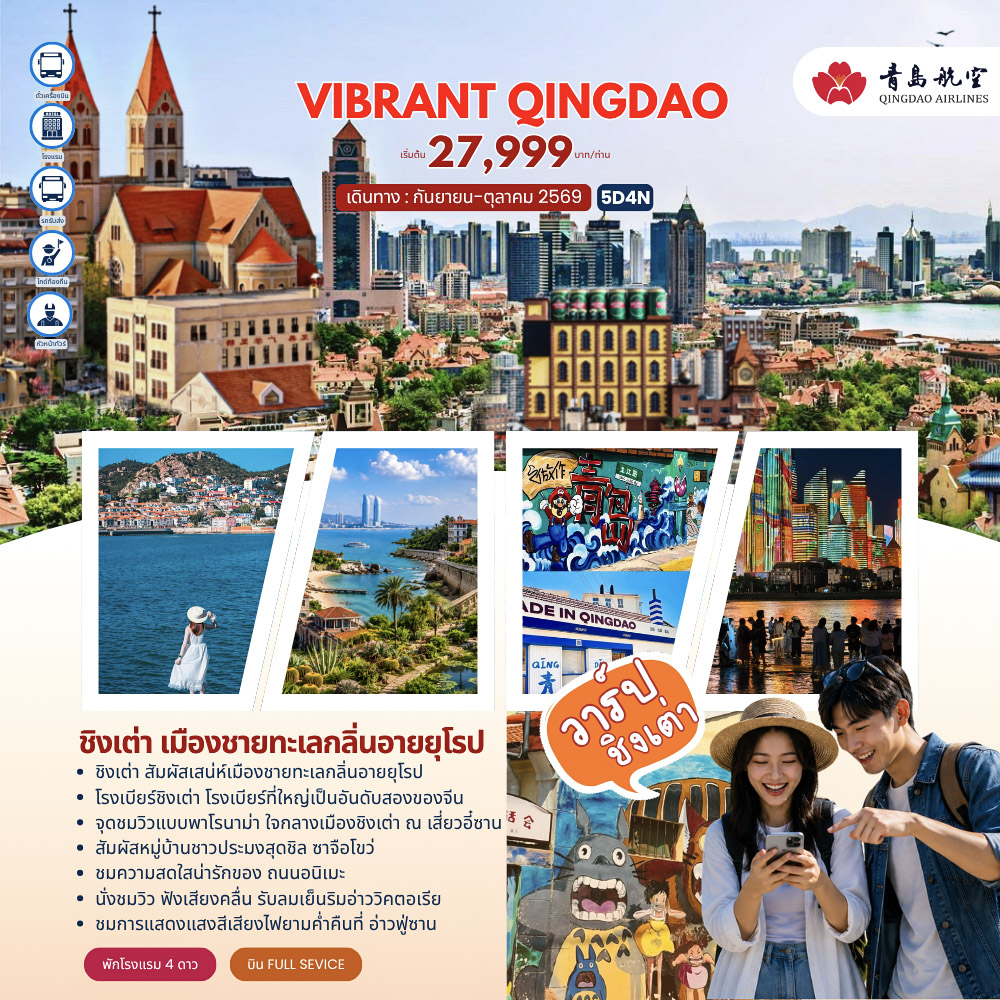 VIBRANT QINGDAO
เริ่มต้น 27,999 บาท/ท่าน
เดินทาง : กันยายน-ตุลาคม 2569 5D4N
青島航空
QINGDAO AIRLINES
ตั๋วเครื่องบิน
โรงแรม
รถรับส่ง
ไกด์ท้องถิ่น
หัวหน้าทัวร์
ADE IN QINGDAO
QING
青
วาร์ป
ชิงเต่า
ชิงเต่า เมืองชายทะเลกลิ่นอายยุโรป
ชิงเต่า สัมผัสเสน่ห์เมืองชายทะเลกลิ่นอายยุโรป
โรงเบียร์ชิงเต่า โรงเบียร์ที่ใหญ่เป็นอันดับสองของจีน
จุดชมวิวแบบพาโรนาม่า ใจกลางเมืองชิงเต่า ณ เสี่ยวอี๋ซาน
สัมผัสหมู่บ้านชาวประมงสุดชิล ซาจือโขว่
ชมความสดใสน่ารักของ ถนนอนิเมะ
นั่งชมวิว ฟังเสียงคลื่น รับลมเย็นริมอ่าววิคตอเรีย
ชมการแสดงแสงสีเสียงไฟยามค่ำคืนที่ อ่าวฟูซาน
พักโรงแรม 4 ดาว
บิน FULL SEVICE